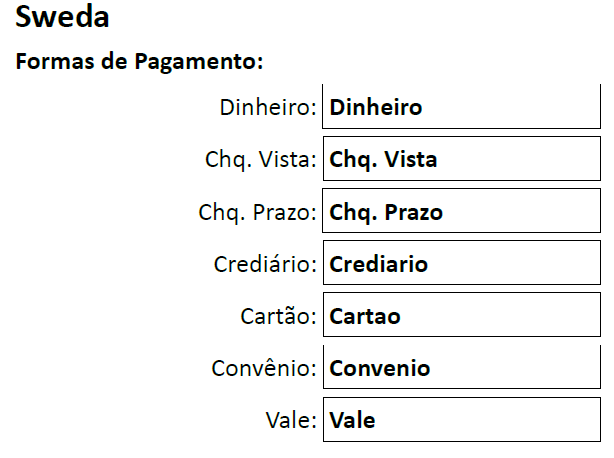 Sweda
Formas de Pagamento:
Dinheiro: Dinheiro
Chq. Vista: Chq. Vista
Chq. Prazo: Chq. Prazo
Crediário: Crediario
Cartão: Cartao
Convênio: Convenio
Vale: Vale